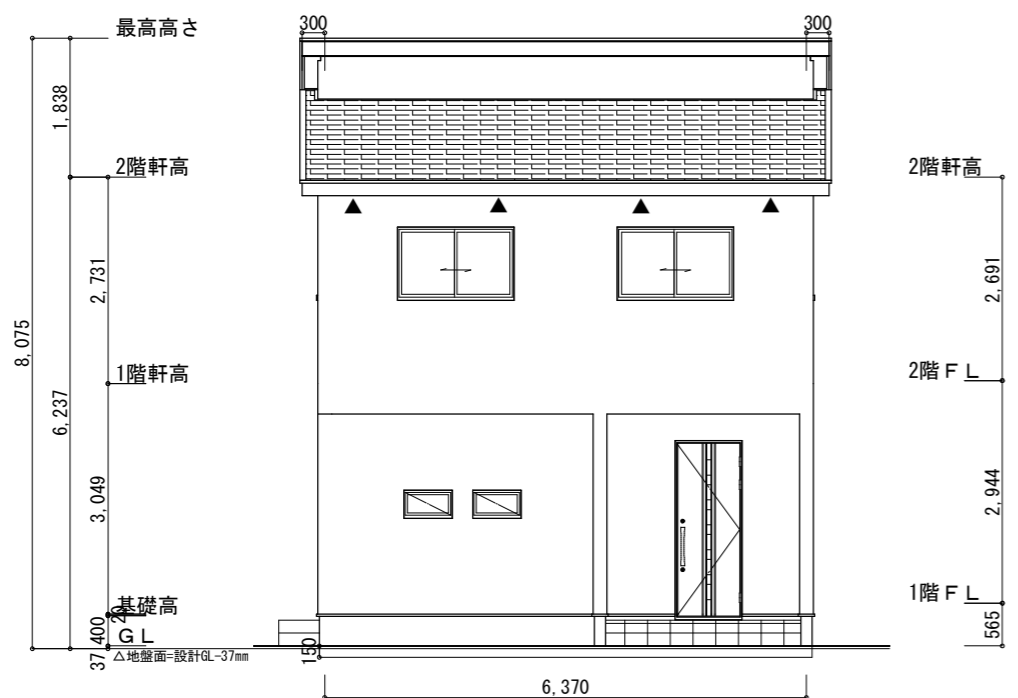 最高高さ
300
300
1,838
2階軒高
2階軒高
2,731
2,691
8,075
1階軒高
2階ＦＬ
6,237
3,049
2,944
基礎高
20
1階ＦＬ
400
ＧＬ
565
37
△地盤面=設計GL-37mm
150
6,370